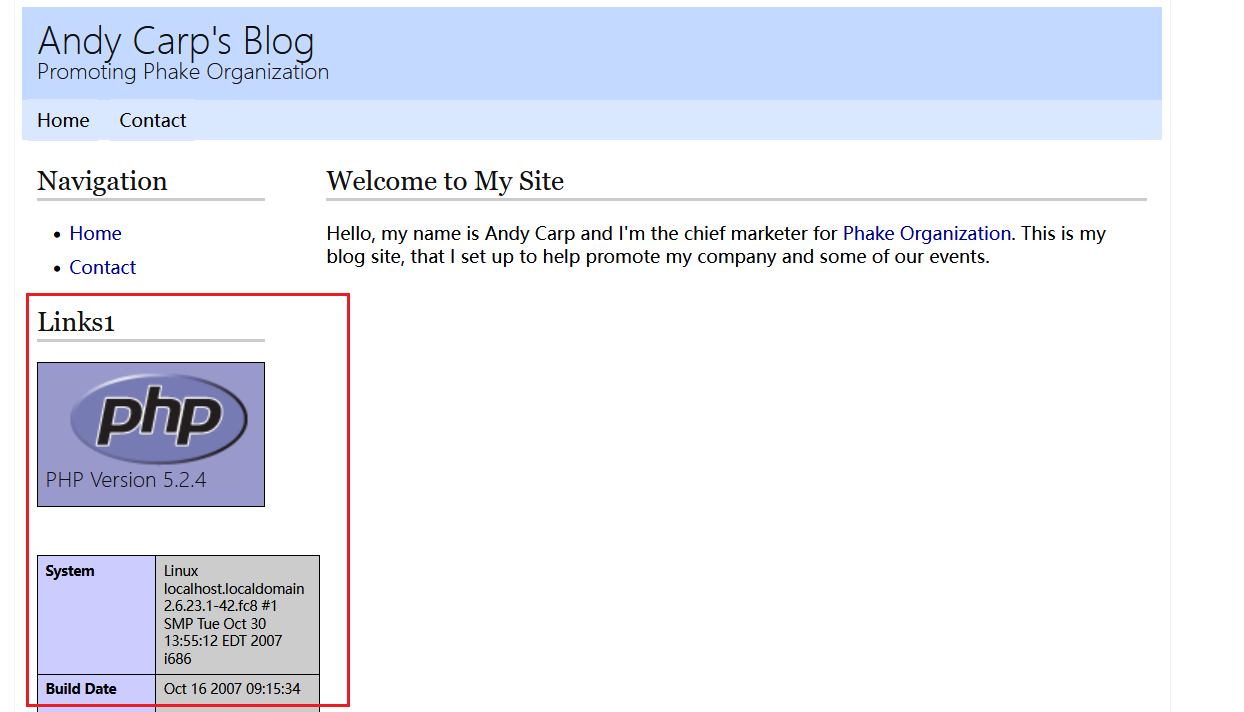 Andy Carp's Blog
Promoting Phake Organization
Home Contact
Navigation
Home
Contact
Links1
php
PHP Version 5.2.4
System
Linux
localhost.localdomain
2.6.23.1-42.fc8 #1
SMP Tue Oct 30
13:55:12 EDT 2007
i686
Build Date Oct 16 2007 09:15:34
Welcome to My Site
Hello, my name is Andy Carp and I'm the chief marketer for Phake Organization. This is my
blog site, that I set up to help promote my company and some of our events.